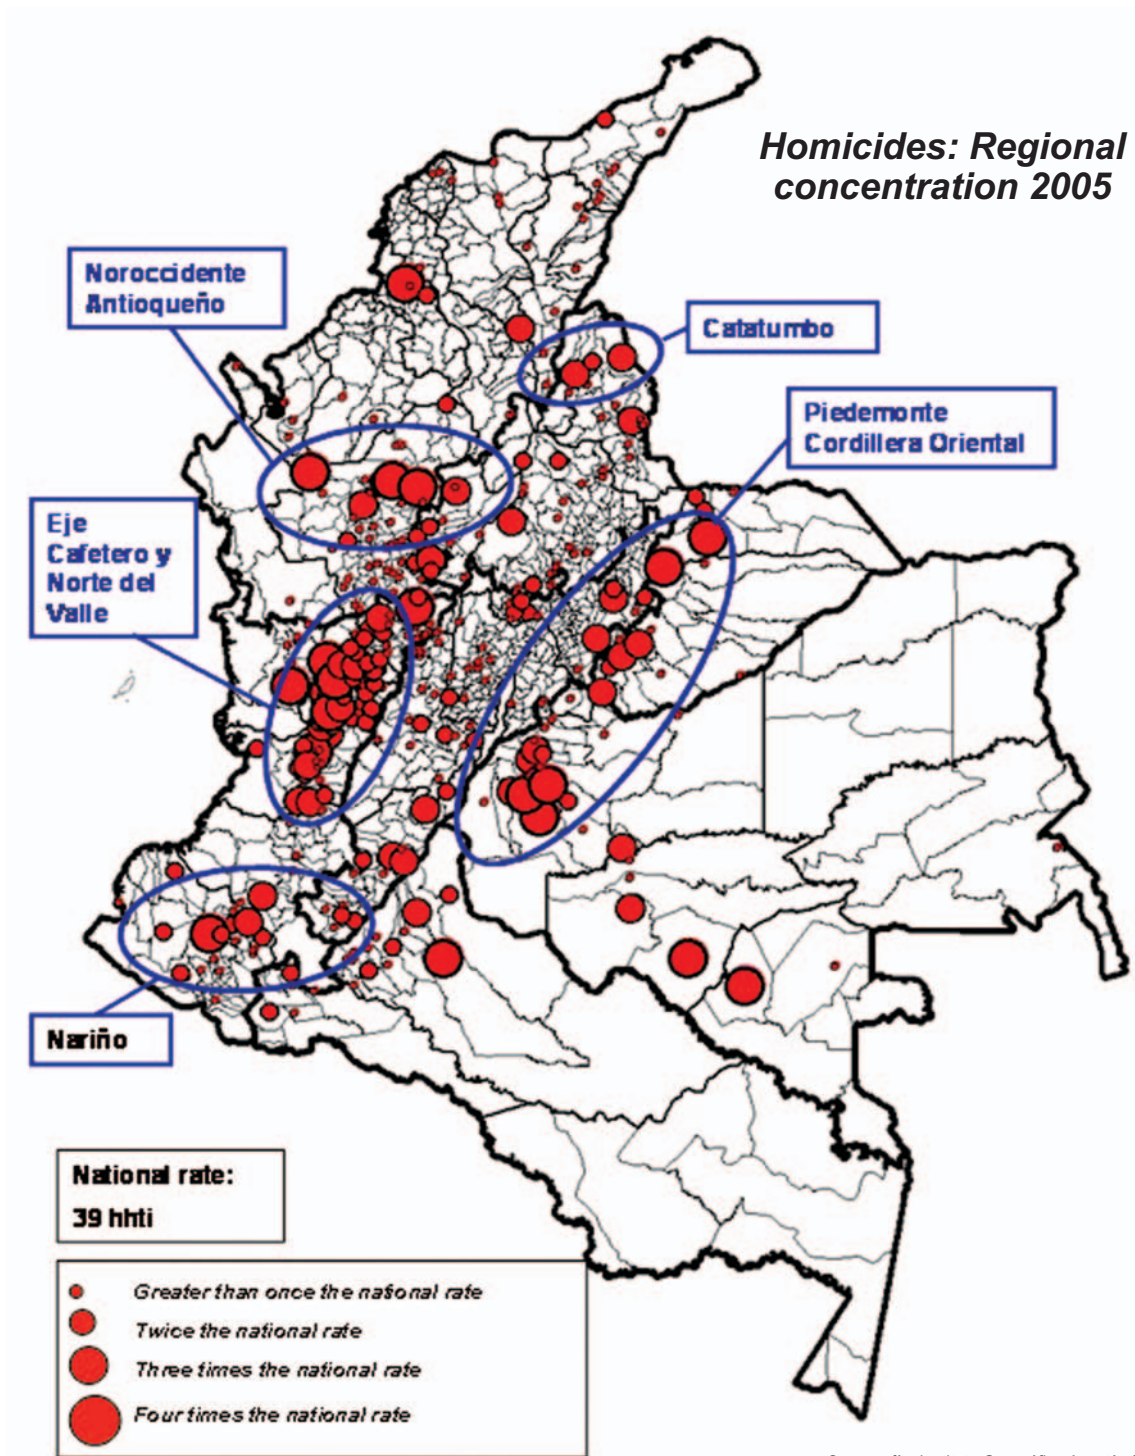 Homicides: Regional
concentration 2005
Noroccidente
Antioqueño
Catatumbo
Piedemonte
Cordillera Oriental
Eje
Cafetero y
Norte del
Valle
Nariño
National rate:
39 hhti
Greater than once the national rate
Twice the national rate
Three times the national rate
Four times the national rate